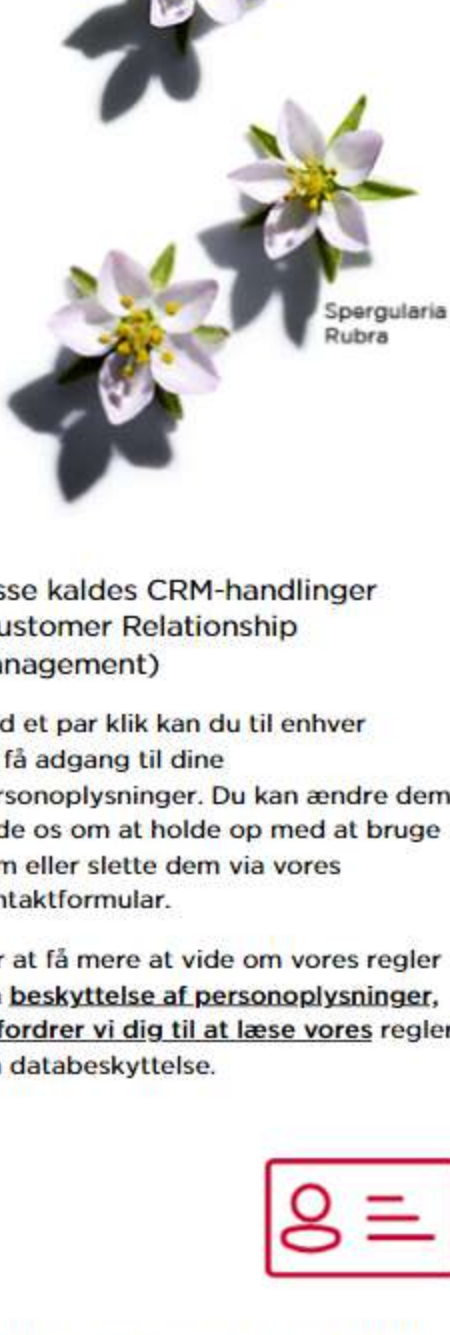 Spergularia
Rubra
sse kaldes CRM-handlinger
ustomer Relationship
nagement)
d et par klik kan du til enhver
få adgang til dine
rsonoplysninger. Du kan ændre dem
de os om at holde op med at bruge
m eller slette dem via vores
ntaktformular.
r at få mere at vide om vores regler
beskyttelse af personoplysninger,
fordrer vi dig til at læse vores regler
databeskyttelse.